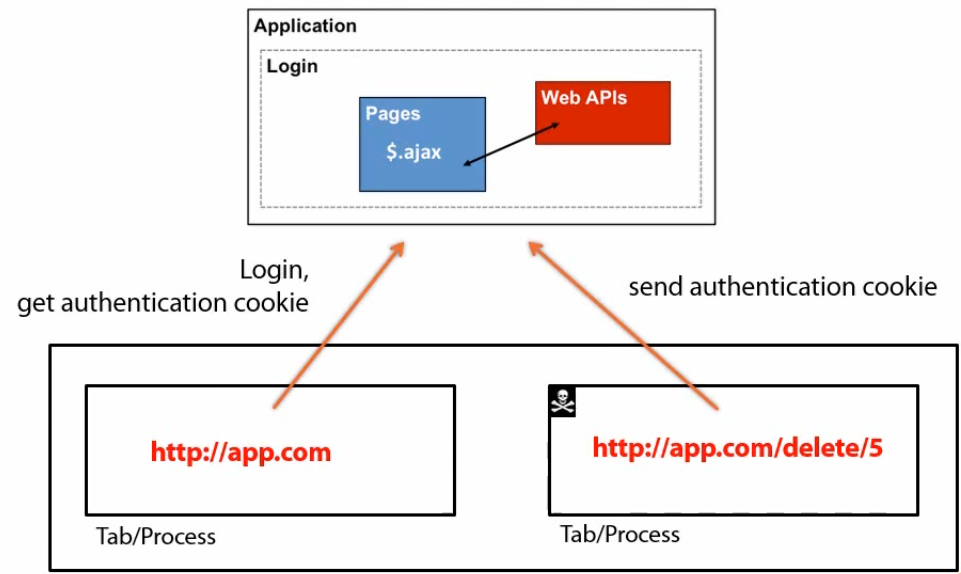 Application
Login
Pages
$.ajax
Web APIs
Login,
get authentication cookie
send authentication cookie
http://app.com
http://app.com/delete/5
Tab/Process
Tab/Process